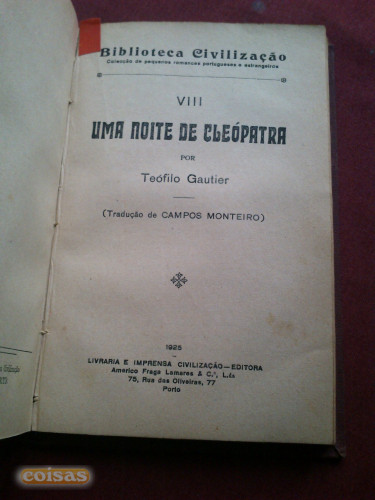 Biblioteca Civilização
Colecção de pequenos romances portugueses e estrangeiros
VIII
UMA NOITE DE CLEÓPATRA
POR
Teófilo Gautier
(Tradução de CAMPOS MONTEIRO)
1925
LIVRARIA E IMPRENSA CIVILIZAÇÃO—EDITORA
Americo Fraga Lamares & C.ª, L.da
75, Rua das Oliveiras, 77
Porto
coisas